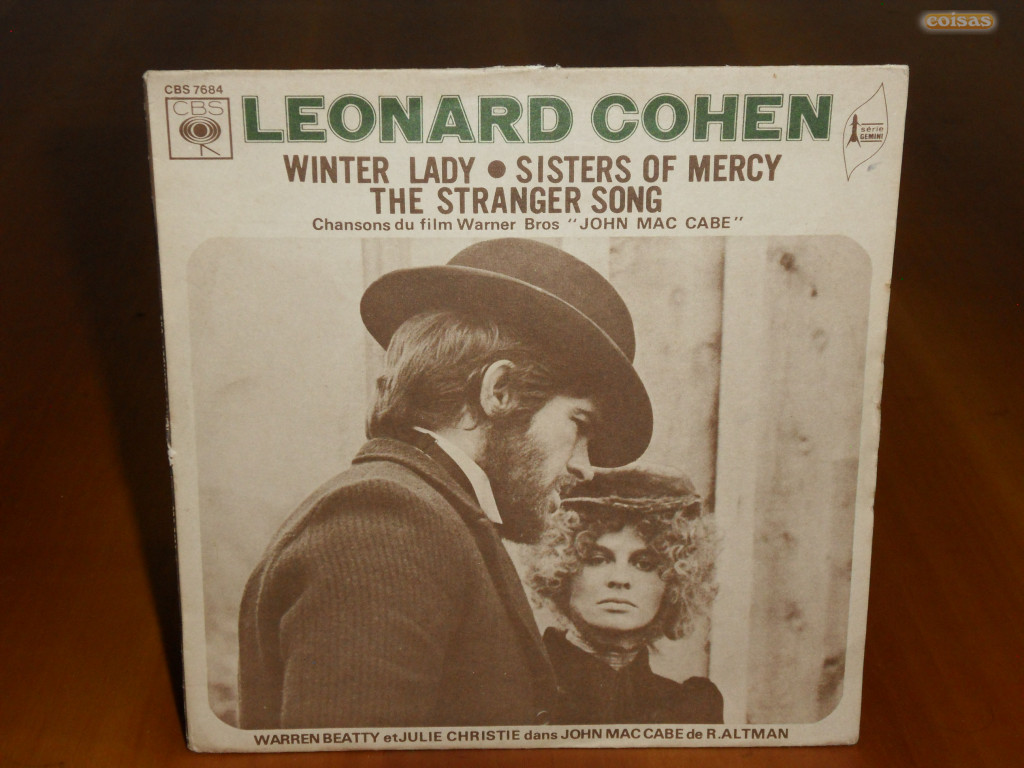 coisas
CBS 7684
CBS
LEONARD COHEN
série
GEMINI
WINTER LADY • SISTERS OF MERCY
THE STRANGER SONG
Chansons du film Warner Bros "JOHN MAC CABE"
WARREN BEATTY et JULIE CHRISTIE dans JOHN MAC CABE de R. ALTMAN